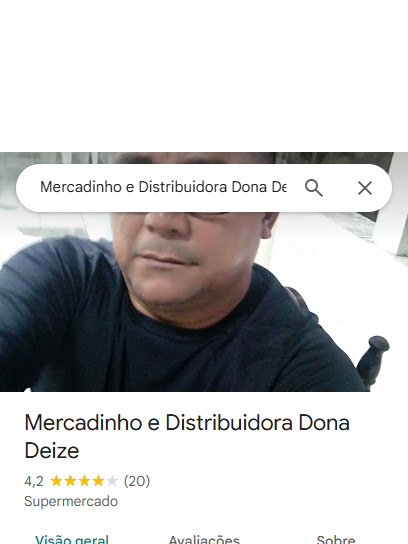 Mercadinho e Distribuidora Dona De
Mercadinho e Distribuidora Dona
Deize
4,2 (20)
Supermercado
Visão geral Avaliações Sobre